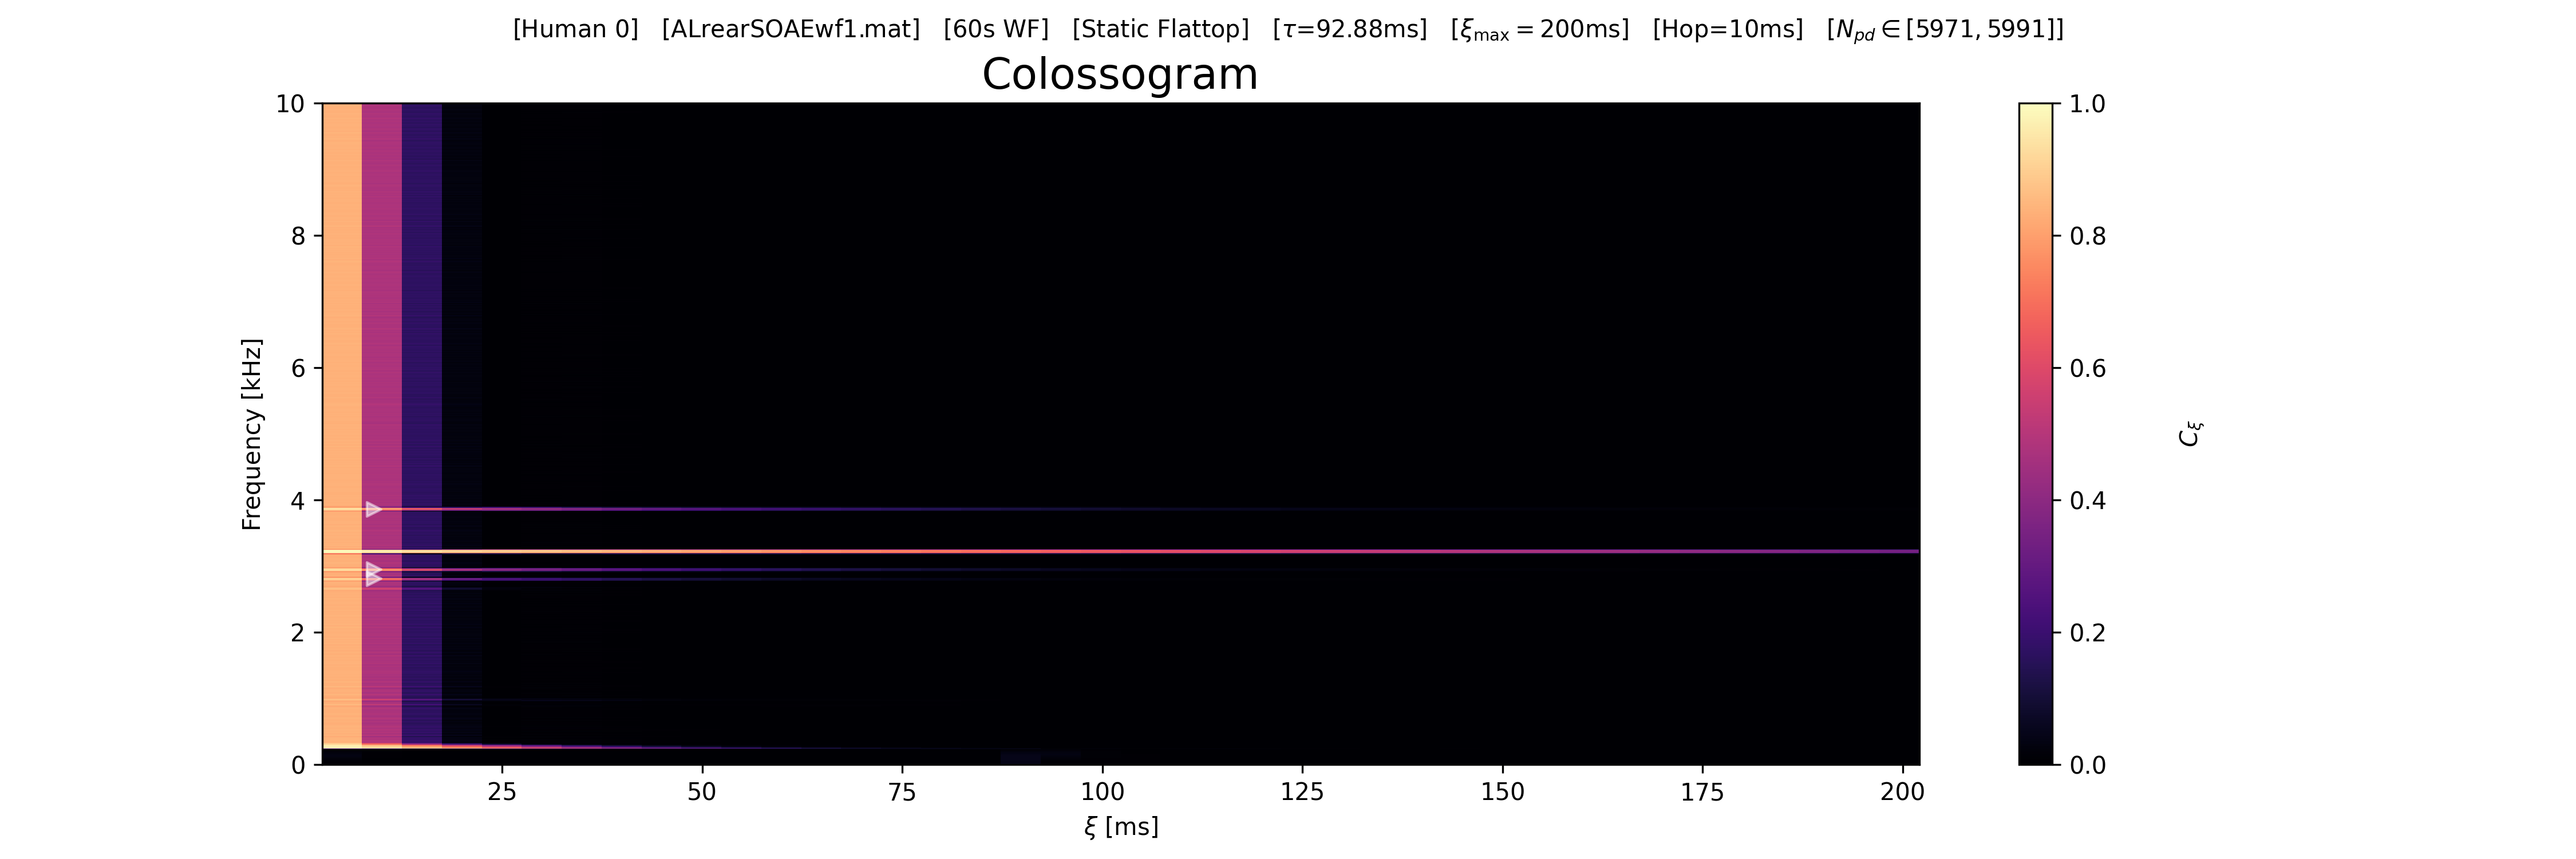 [Human 0] [ALrearSOAEwf1.mat] [60s WF] [Static Flattop] [τ=92.88ms] [ξmax = 200ms] [Hop=10ms] [Npd ∈ [5971, 5991]]
Colossogram
10
8
6
4
2
0
Frequency [kHz]
25 50 75 100 125 150 175 200
ξ [ms]
1.0
0.8
0.6
0.4
0.2
0.0
Cξ